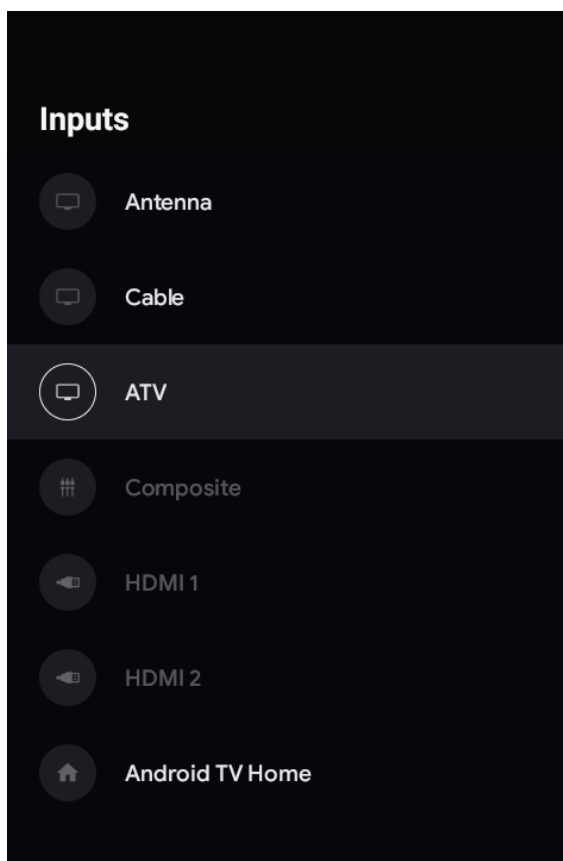 Inputs
Antenna
Cable
ATV
Composite
HDMI 1
HDMI 2
Android TV Home